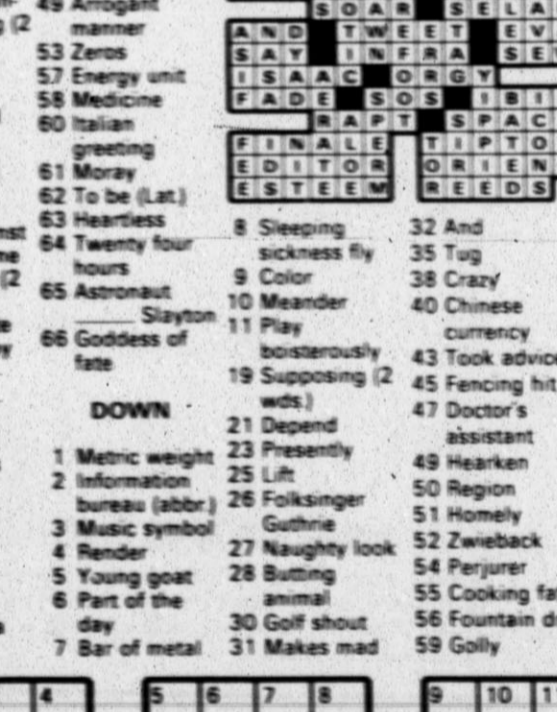 49 Arrogant
manner
53 Zeros
57 Energy unit
58 Medicine
60 Italian
greeting
61 Moray
62 To be (Lat.)
63 Heartless
64 Twenty four
hours
65 Astronaut
_____ Slayton
66 Goddess of
fate
DOWN
1 Metric weight
2 Information
bureau (abbr.)
3 Music symbol
4 Render
5 Young goat
6 Part of the
day
7 Bar of metal
SOAR SELA
AND TWEET EV
SAY INFRA SE
ISAAC ORGY
FADE SOS IBI
RAPT SPAC
FINALE TIPTO
EDITOR ORIEN
ESTEEM REEDS
8 Sleeping
sickness fly
9 Color
10 Meander
11 Play
boisterously
19 Supposing (2
wds.)
21 Depend
23 Presently
25 Lift
26 Folksinger
Guthrie
27 Naughty look
28 Butting
animal
30 Golf shout
31 Makes mad
32 And
35 Tug
38 Crazy
40 Chinese
currency
43 Took advice
45 Fencing hit
47 Doctor's
assistant
49 Hearken
50 Region
51 Homely
52 Zwieback
54 Perjurer
55 Cooking fa
56 Fountain d
59 Golly
4 5 6 7 8 9 10 1